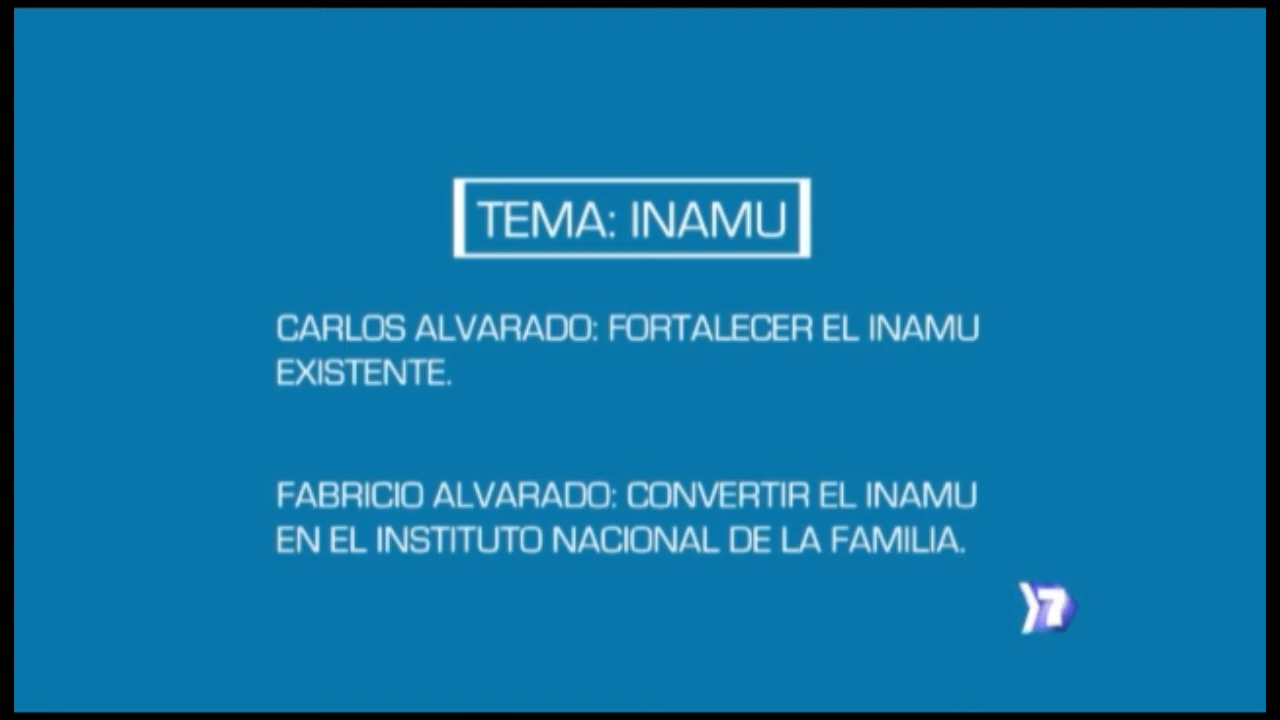 TEMA: INAMU
CARLOS ALVARADO: FORTALECER EL INAMU
EXISTENTE.
FABRICIO ALVARADO: CONVERTIR EL INAMU
EN EL INSTITUTO NACIONAL DE LA FAMILIA.
7